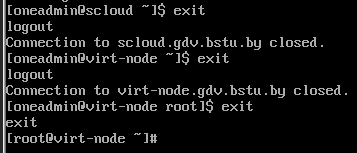 [oneadmin@scloud ~]$ exit
logout
Connection to scloud.gdv.bstu.by closed.
[oneadmin@virt-node ~]$ exit
logout
Connection to virt-node.gdv.bstu.by closed.
[oneadmin@virt-node root]$ exit
exit
[root@virt-node ~]#